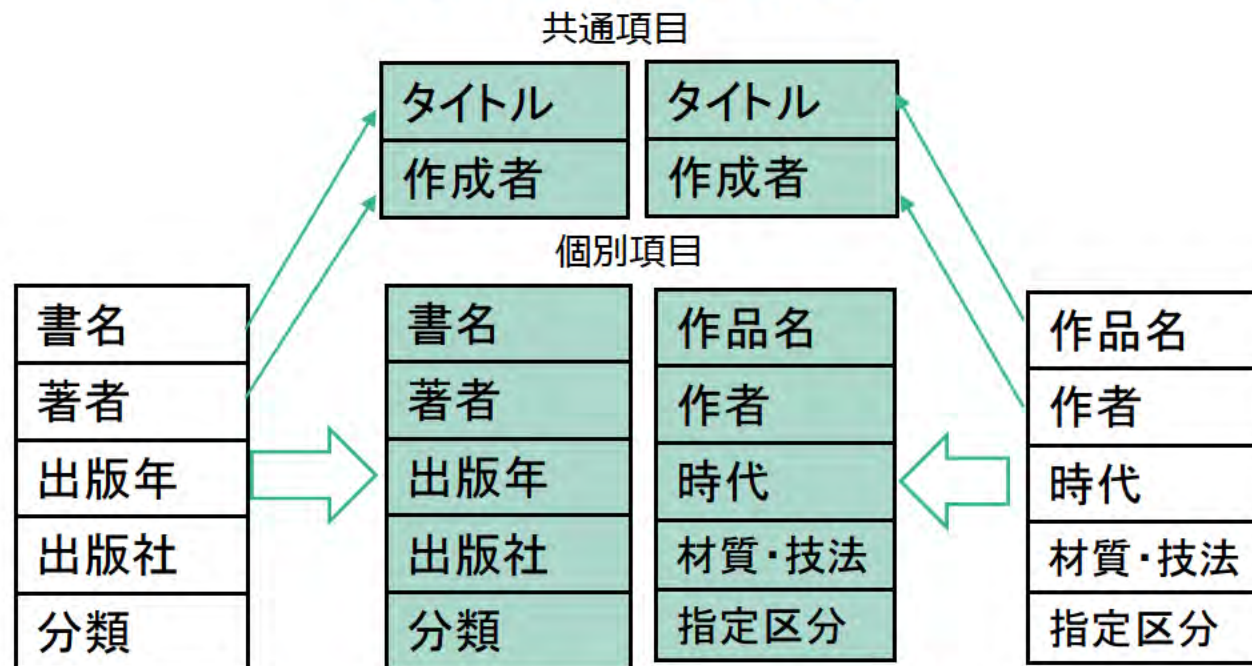 共通項目
タイトル
作成者
タイトル
作成者
個別項目
書名
著者
出版年
出版社
分類
書名
著者
出版年
出版社
分類
作品名
作者
時代
材質・技法
指定区分
作品名
作者
時代
材質・技法
指定区分